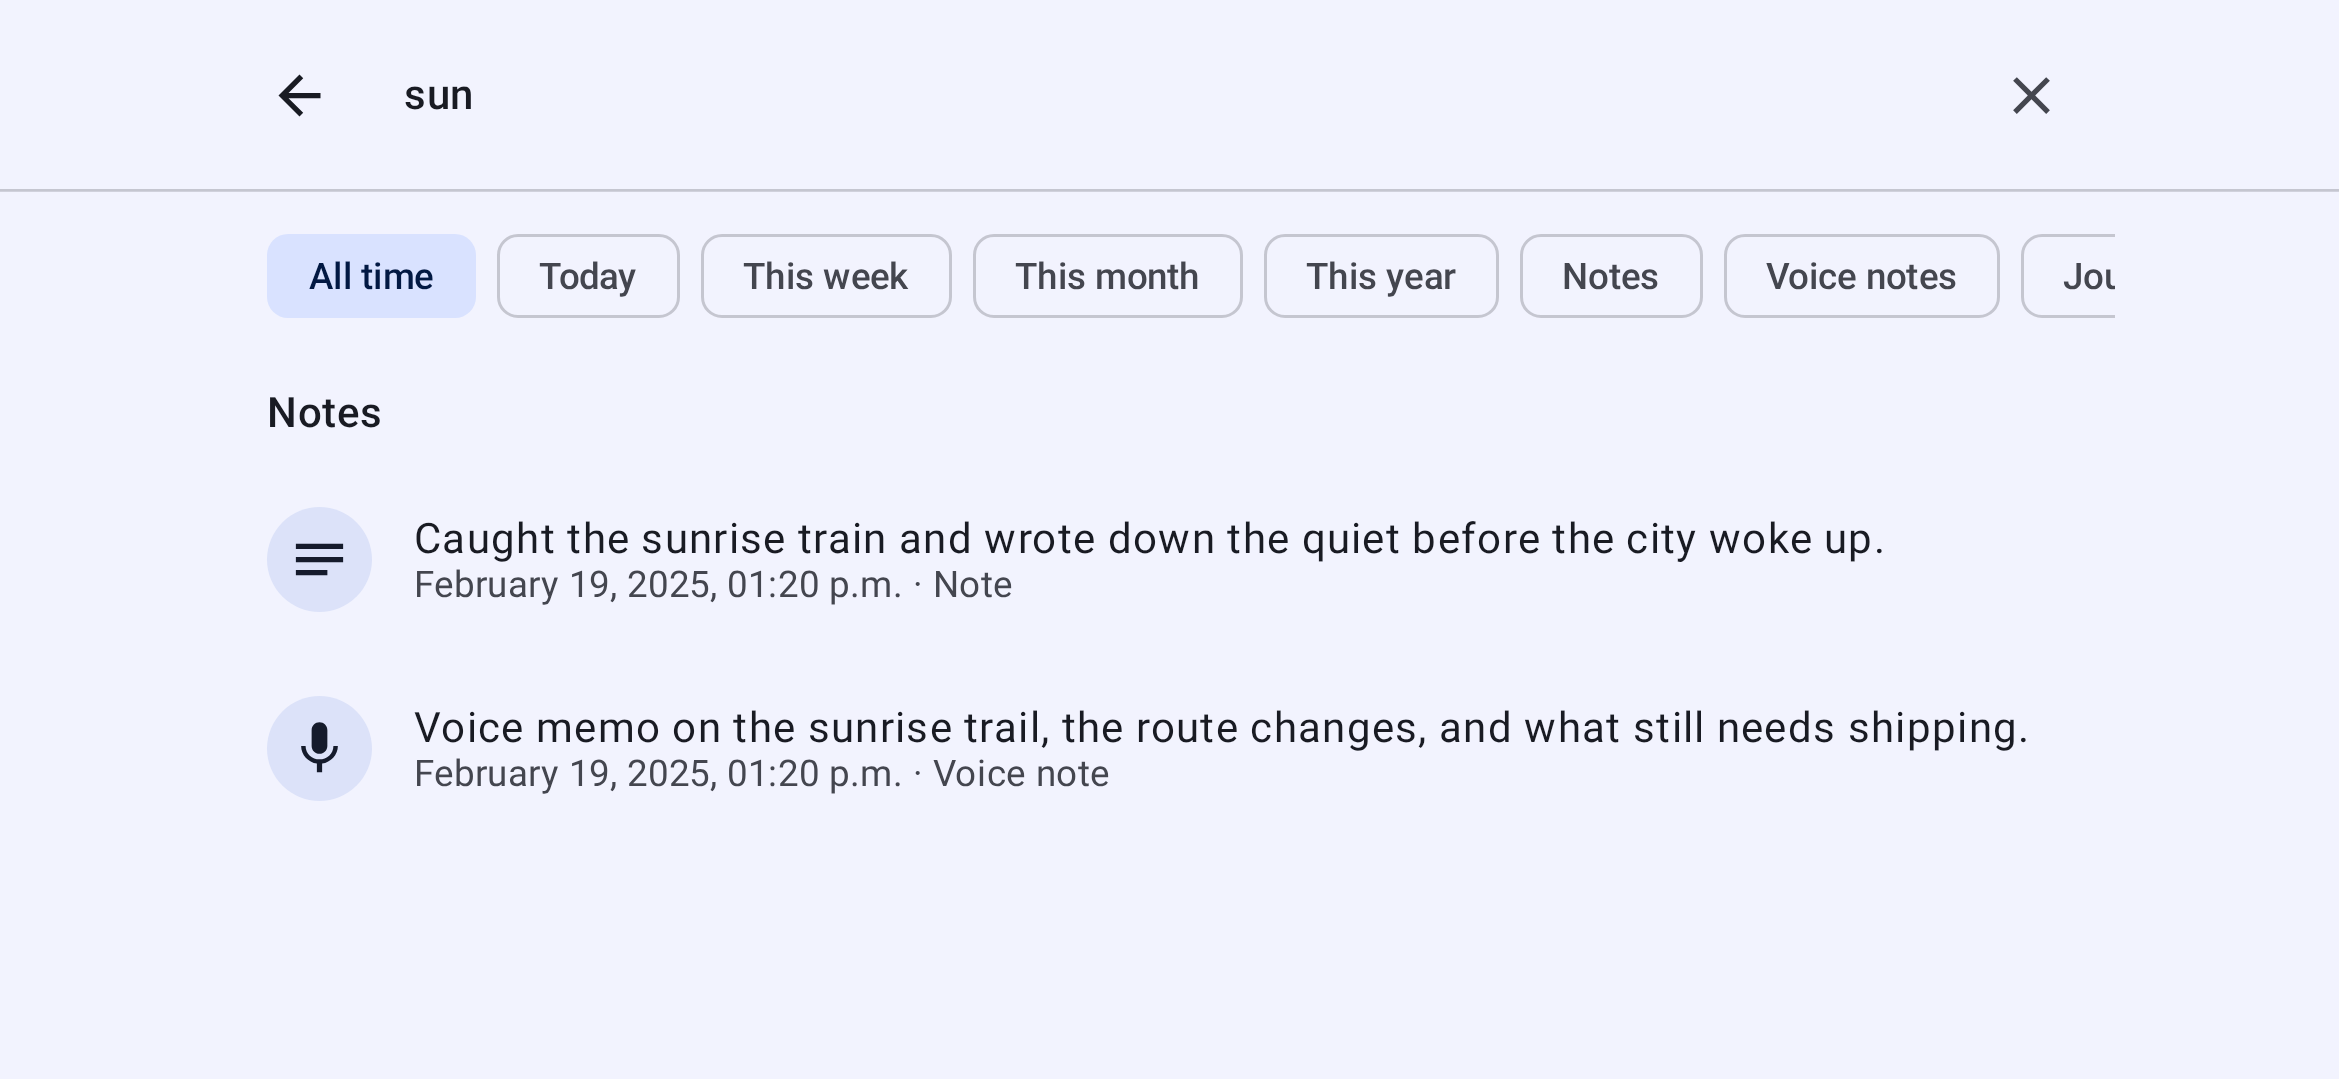 sun
All time Today This week This month This year Notes Voice notes Jou
Notes
Caught the sunrise train and wrote down the quiet before the city woke up.
February 19, 2025, 01:20 p.m. · Note
Voice memo on the sunrise trail, the route changes, and what still needs shipping.
February 19, 2025, 01:20 p.m. · Voice note